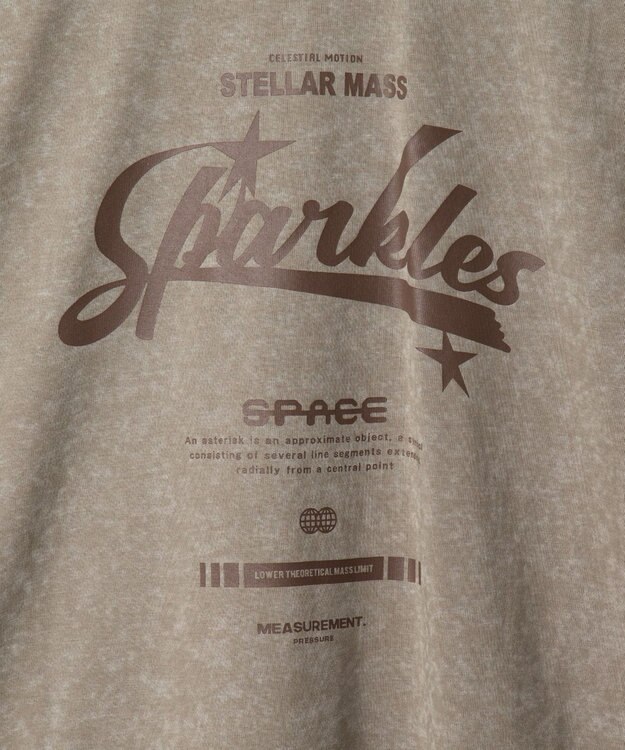 CELESTIAL MOTION
STELLAR MASS
Sparkles
SPACE
An asterisk is an approximate object, a
consisting of several line segments
radially from a central point
LOWER THEORETICAL MASS LIMIT
MEASUREMENT.
PRESSURE